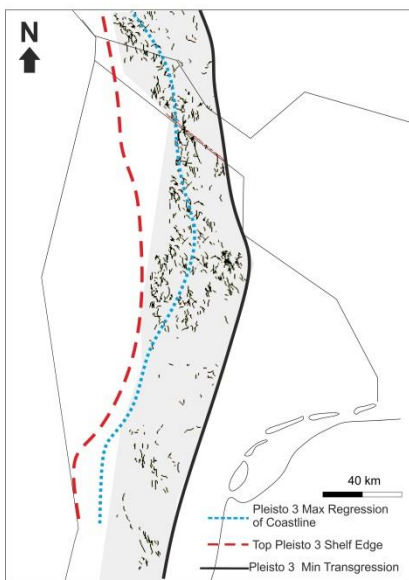 N
40 km
Pleisto 3 Max Regression
of Coastline
Top Pleisto 3 Shelf Edge
Pleisto 3 Min Transgression